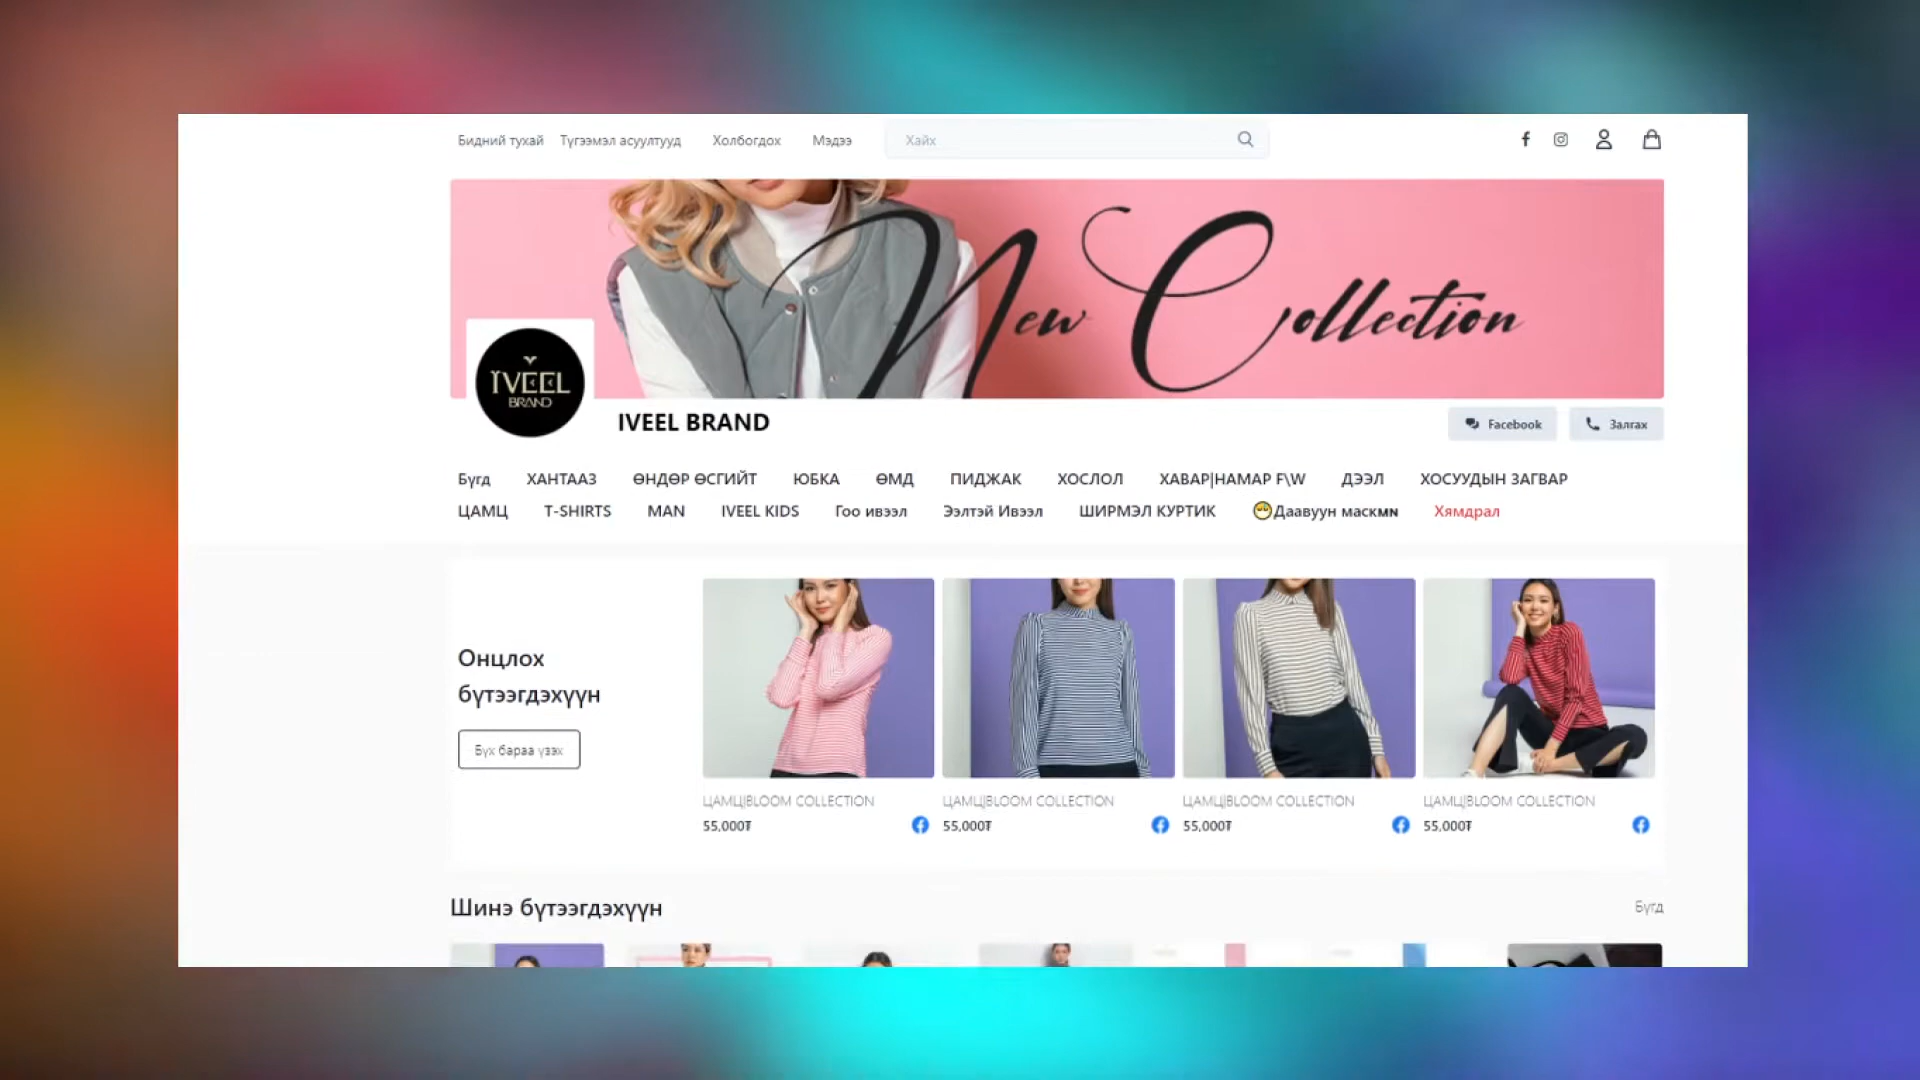 Бидний тухай Түгээмэл асуултууд Холбогдох Мэдээ Хайх
New Collection
IVEEL
BRAND
IVEEL BRAND
Facebook Залгах
Бүгд ХАНТААЗ ӨНДӨР ӨСГИЙТ ЮБКА ӨМД ПИДЖАК ХОСЛОЛ ХАВАР|НАМАР F\W ДЭЭЛ ХОСУУДЫН ЗАГВАР
ЦАМЦ T-SHIRTS MAN IVEEL KIDS Гоо ивээл Ээлтэй Ивээл ШИРМЭЛ КУРТИК Даавуун маскмn Хямдрал
Онцлох
бүтээгдэхүүн
Бүх бараа үзэх
ЦАМЦ|BLOOM COLLECTION ЦАМЦ|BLOOM COLLECTION ЦАМЦ|BLOOM COLLECTION ЦАМЦ|BLOOM COLLECTION
55,000₮ 55,000₮ 55,000₮ 55,000₮
Шинэ бүтээгдэхүүн Бүгд